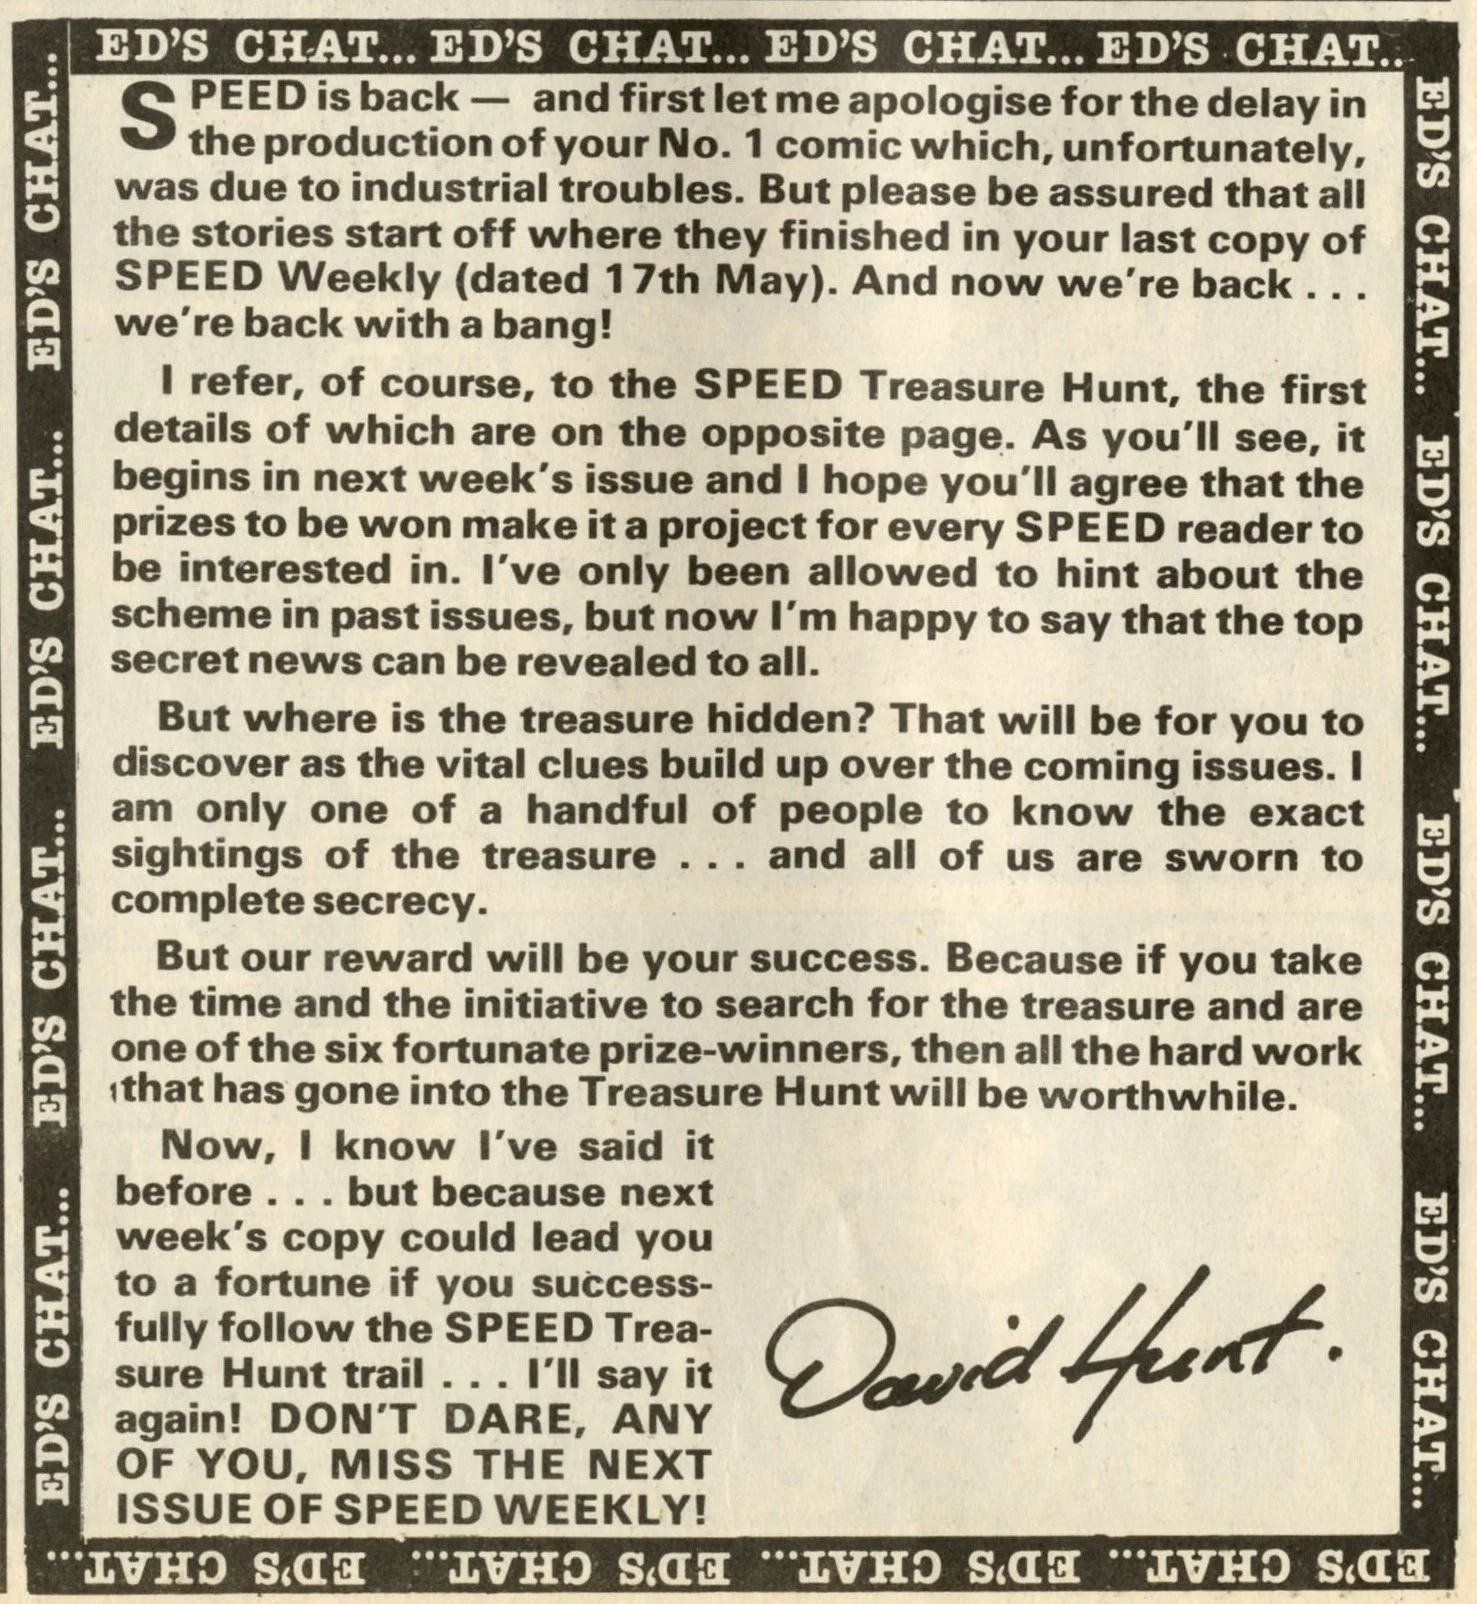 ED'S CHAT... ED'S CHAT... ED'S CHAT... ED'S CHAT...
SPEED is back — and first let me apologise for the delay in
the production of your No. 1 comic which, unfortunately,
was due to industrial troubles. But please be assured that all
the stories start off where they finished in your last copy of
SPEED Weekly (dated 17th May). And now we're back . . .
we're back with a bang!
I refer, of course, to the SPEED Treasure Hunt, the first
details of which are on the opposite page. As you'll see, it
begins in next week's issue and I hope you'll agree that the
prizes to be won make it a project for every SPEED reader to
be interested in. I've only been allowed to hint about the
scheme in past issues, but now I'm happy to say that the top
secret news can be revealed to all.
But where is the treasure hidden? That will be for you to
discover as the vital clues build up over the coming issues. I
am only one of a handful of people to know the exact
sightings of the treasure . . . and all of us are sworn to
complete secrecy.
But our reward will be your success. Because if you take
the time and the initiative to search for the treasure and are
one of the six fortunate prize-winners, then all the hard work
that has gone into the Treasure Hunt will be worthwhile.
Now, I know I've said it
before . . . but because next
week's copy could lead you
to a fortune if you success-
fully follow the SPEED Trea-
sure Hunt trail . . . I'll say it
again! DON'T DARE, ANY
OF YOU, MISS THE NEXT
ISSUE OF SPEED WEEKLY!
David Hunt.
ED'S CHAT... ED'S CHAT... ED'S CHAT... ED'S CHAT...
ED'S CHAT... ED'S CHAT... ED'S CHAT... ED'S CHAT...
ED'S CHAT... ED'S CHAT... ED'S CHAT... ED'S CHAT...